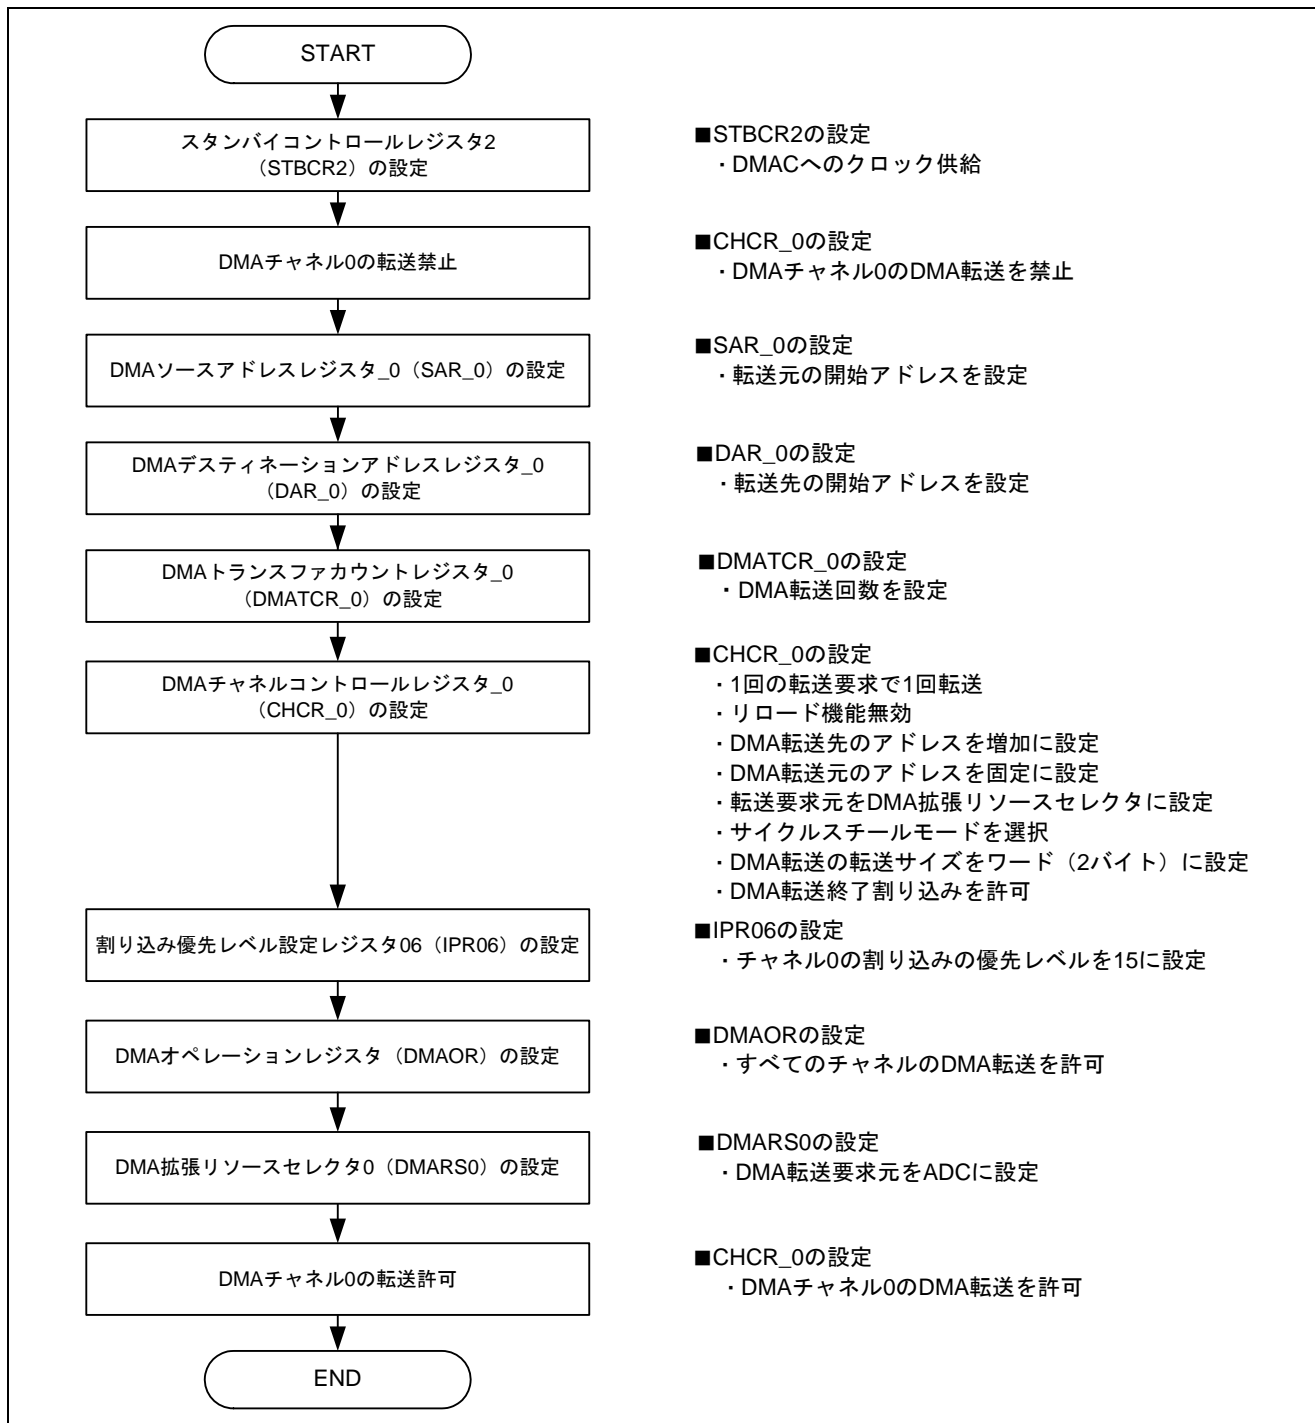 START
スタンバイコントロールレジスタ2
（STBCR2）の設定
■STBCR2の設定
・DMACへのクロック供給
DMAチャネル0の転送禁止
■CHCR_0の設定
・DMAチャネル0のDMA転送を禁止
DMAソースアドレスレジスタ_0（SAR_0）の設定
■SAR_0の設定
・転送元の開始アドレスを設定
DMAデスティネーションアドレスレジスタ_0
（DAR_0）の設定
■DAR_0の設定
・転送先の開始アドレスを設定
DMAトランスファカウントレジスタ_0
（DMATCR_0）の設定
■DMATCR_0の設定
・DMA転送回数を設定
DMAチャネルコントロールレジスタ_0
（CHCR_0）の設定
■CHCR_0の設定
・1回の転送要求で1回転送
・リロード機能無効
・DMA転送先のアドレスを増加に設定
・DMA転送元のアドレスを固定に設定
・転送要求元をDMA拡張リソースセレクタに設定
・サイクルスチールモードを選択
・DMA転送の転送サイズをワード（2バイト）に設定
・DMA転送終了割り込みを許可
割り込み優先レベル設定レジスタ06（IPR06）の設定
■IPR06の設定
・チャネル0の割り込みの優先レベルを15に設定
DMAオペレーションレジスタ（DMAOR）の設定
■DMAORの設定
・すべてのチャネルのDMA転送を許可
DMA拡張リソースセレクタ0（DMARS0）の設定
■DMARS0の設定
・DMA転送要求元をADCに設定
DMAチャネル0の転送許可
■CHCR_0の設定
・DMAチャネル0のDMA転送を許可
END